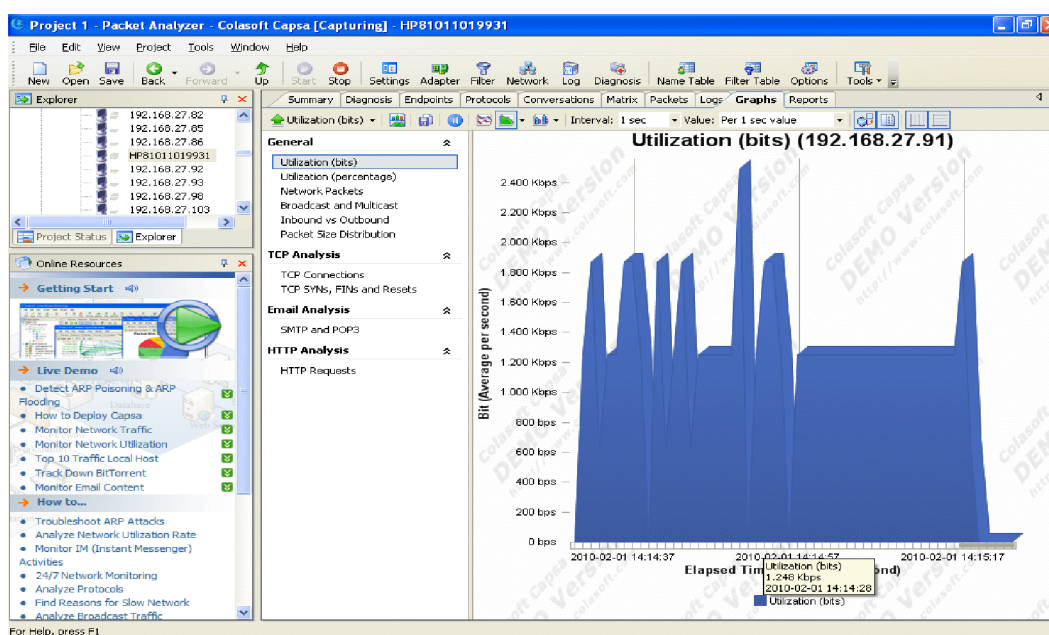 Project 1 - Packet Analyzer - Colasoft Capsa [Capturing] - HP81011019931
File Edit View Project Tools Window Help
New Open Save Back Forward Up Start Stop Settings Adapter Filter Network Log Diagnosis Name Table Filter Table Options Tools
Explorer
192.168.27.82
192.168.27.85
192.168.27.86
HP81011019931
192.168.27.92
192.168.27.93
192.168.27.98
192.168.27.103
Project Status Explorer
Online Resources
Getting Start
Live Demo
Detect ARP Poisoning & ARP
Flooding
How to Deploy Capsa
Monitor Network Traffic
Monitor Network Utilization
Top 10 Traffic Local Host
Track Down BitTorrent
Monitor Email Content
How to...
Troubleshoot ARP Attacks
Analyze Network Utilization Rate
Monitor IM (Instant Messenger)
Activities
24/7 Network Monitoring
Analyze Protocols
Find Reasons for Slow Network
Analyze Broadcast Traffic
For Help, press F1
Summary Diagnosis Endpoints Protocols Conversations Matrix Packets Logs Graphs Reports
Utilization (bits) Interval: 1 sec Value: Per 1 sec value
General
Utilization (bits)
Utilization (percentage)
Network Packets
Broadcast and Multicast
Inbound vs Outbound
Packet Size Distribution
TCP Analysis
TCP Connections
TCP SYNs, FINs and Resets
Email Analysis
SMTP and POP3
HTTP Analysis
HTTP Requests
Utilization (bits) (192.168.27.91)
Bit (Average per second)
2.400 Kbps
2.200 Kbps
2.000 Kbps
1.800 Kbps
1.600 Kbps
1.400 Kbps
1.200 Kbps
1.000 Kbps
800 bps
600 bps
400 bps
200 bps
0 bps
2010-02-01 14:14:37 2010-02-01 14:14:57 2010-02-01 14:15:17
Elapsed Tim ond)
Utilization (bits)
1.248 Kbps
2010-02-01 14:14:28
Utilization (bits)